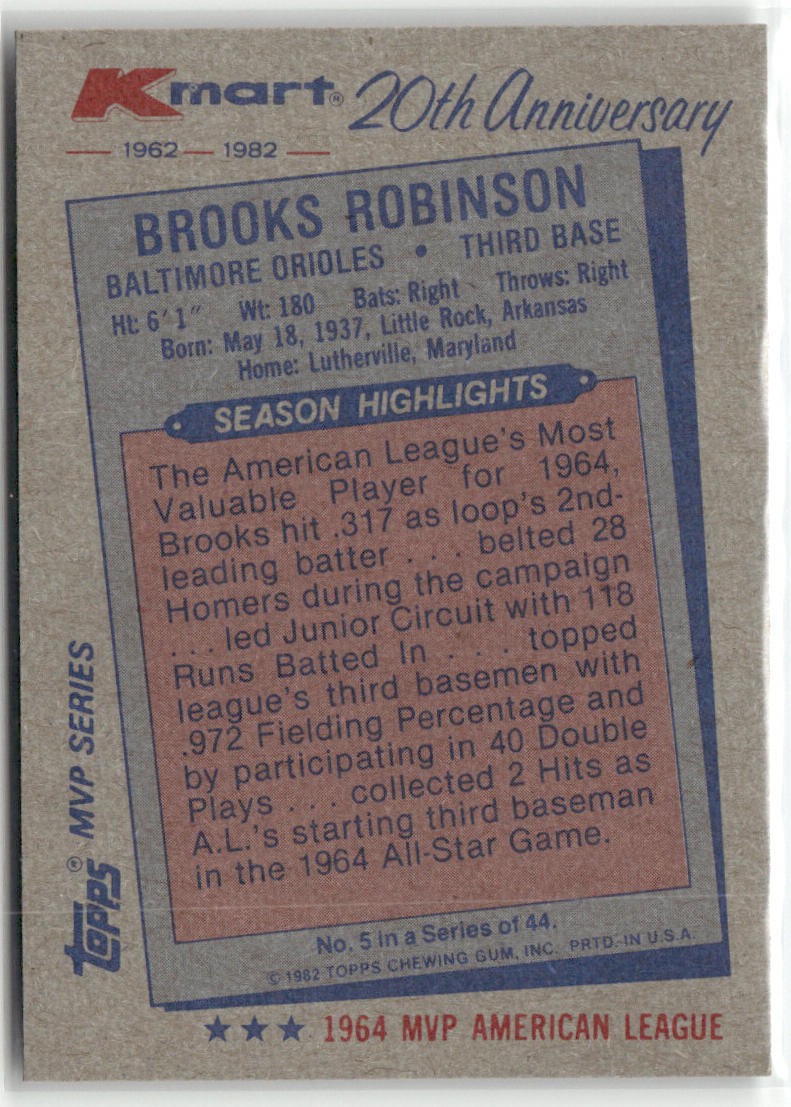 Kmart® 20th Anniversary
1962 — 1982
BROOKS ROBINSON
BALTIMORE ORIOLES • THIRD BASE
Ht: 6'1" Wt: 180 Bats: Right Throws: Right
Born: May 18, 1937, Little Rock, Arkansas
Home: Lutherville, Maryland
SEASON HIGHLIGHTS
The American League's Most
Valuable Player for 1964,
Brooks hit .317 as loop's 2nd-
leading batter . . . belted 28
Homers during the campaign
. . . led Junior Circuit with 118
Runs Batted In . . . topped
league's third basemen with
.972 Fielding Percentage and
by participating in 40 Double
Plays . . . collected 2 Hits as
A.L.'s starting third baseman
in the 1964 All-Star Game.
No. 5 in a Series of 44.
© 1982 TOPPS CHEWING GUM, INC. PRTD. IN U.S.A.
★★★ 1964 MVP AMERICAN LEAGUE
TOPPS® MVP SERIES